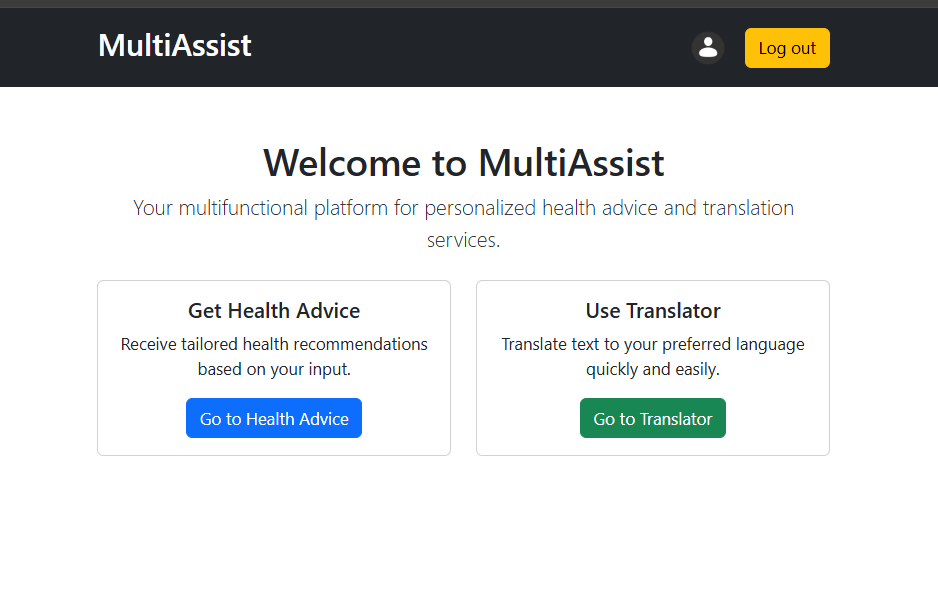 MultiAssist
Log out
Welcome to MultiAssist
Your multifunctional platform for personalized health advice and translation
services.
Get Health Advice
Receive tailored health recommendations
based on your input.
Go to Health Advice
Use Translator
Translate text to your preferred language
quickly and easily.
Go to Translator